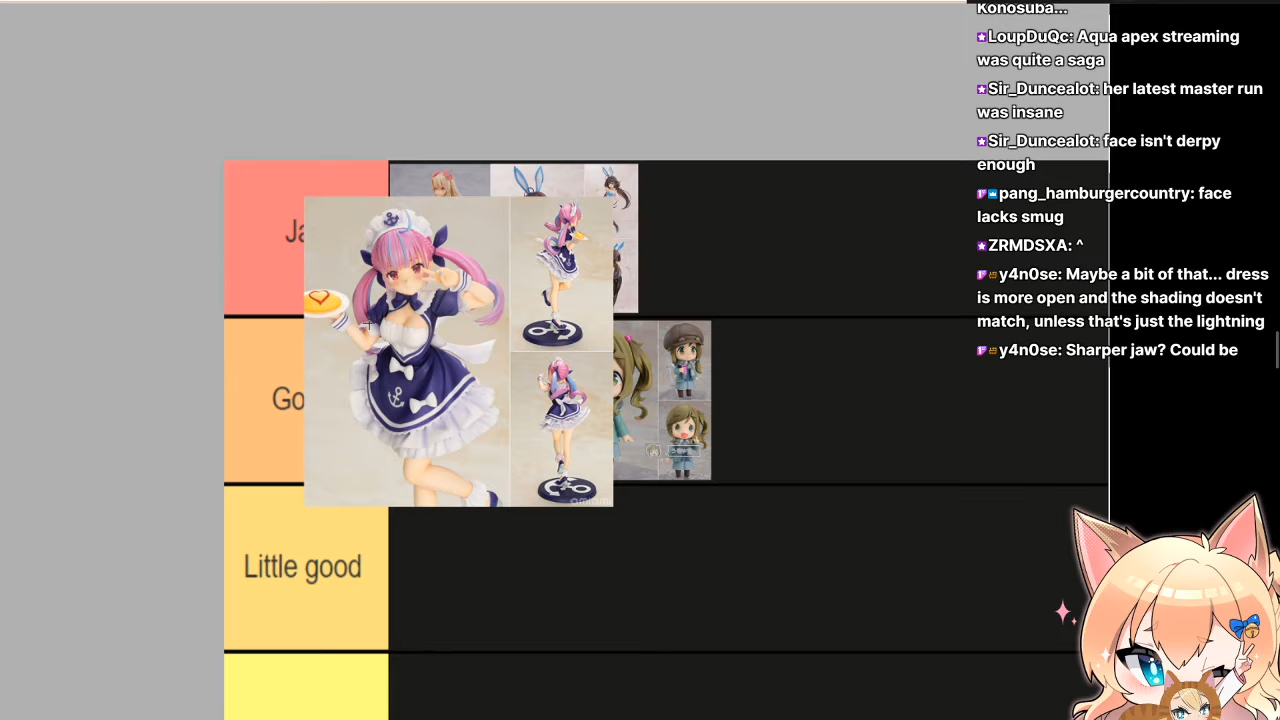 Konosuba...
LoupDuQc: Aqua apex streaming
was quite a saga
Sir_Duncealot: her latest master run
was insane
Sir_Duncealot: face isn't derpy
enough
pang_hamburgercountry: face
lacks smug
ZRMDSXA: ^
y4n0se: Maybe a bit of that... dress
is more open and the shading doesn't
match, unless that's just the lightning
y4n0se: Sharper jaw? Could be
Ja
Go
Little good